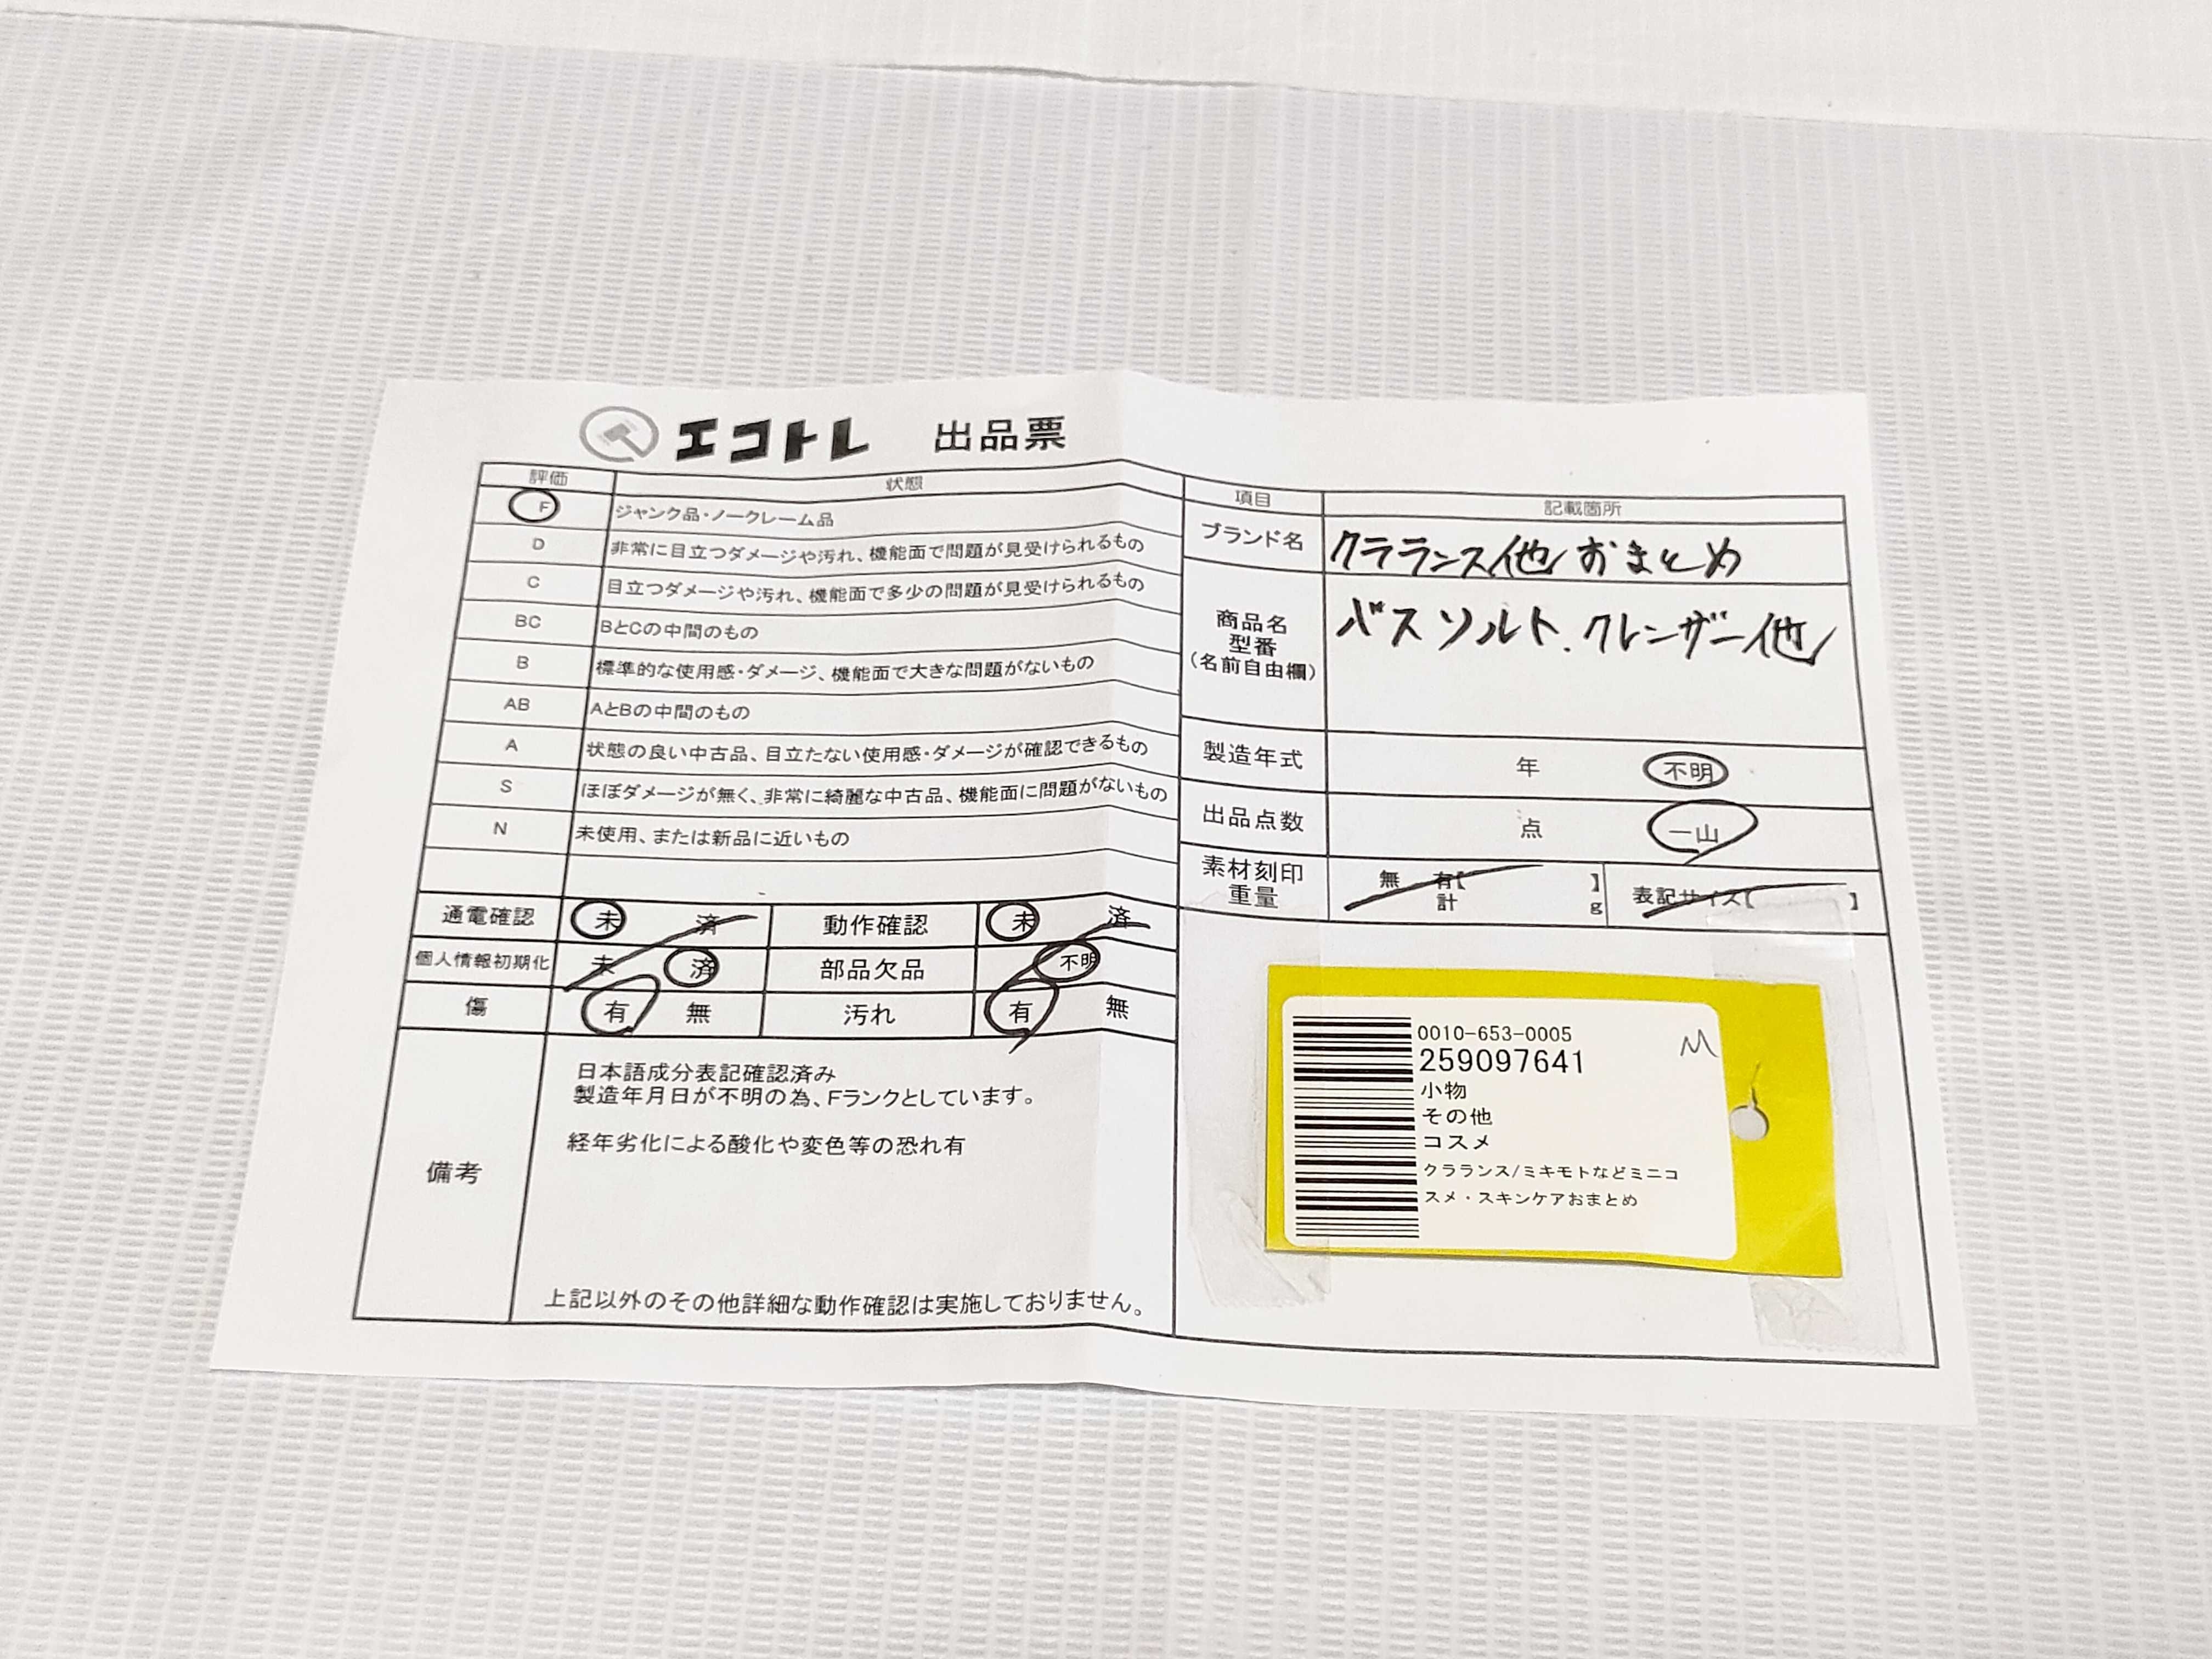 エコトレ 出品票
評価 状態
F ジャンク品・ノークレーム品
D 非常に目立つダメージや汚れ、機能面で問題が見受けられるもの
C 目立つダメージや汚れ、機能面で多少の問題が見受けられるもの
BC BとCの中間のもの
B 標準的な使用感・ダメージ、機能面で大きな問題がないもの
AB AとBの中間のもの
A 状態の良い中古品、目立たない使用感・ダメージが確認できるもの
S ほぼダメージが無く、非常に綺麗な中古品、機能面に問題がないもの
N 未使用、または新品に近いもの
通電確認 未 済 動作確認 未 済
個人情報初期化 未 済 部品欠品 不明
傷 有 無 汚れ 有 無
備考
日本語成分表記確認済み
製造年月日が不明の為、Fランクとしています。
経年劣化による酸化や変色等の恐れ有
上記以外のその他詳細な動作確認は実施しておりません。
項目 記載箇所
ブランド名 クラランス他 おまとめ
商品名
型番
(名前自由欄)
バスソルト.クレンザー他
製造年式 年 不明
出品点数 点 一山
素材刻印 無 有【 】 表記サイズ【 】
重量 計 g
0010-653-0005 M
259097641
小物
その他
コスメ
クラランス/ミキモトなどミニコ
スメ・スキンケアおまとめ